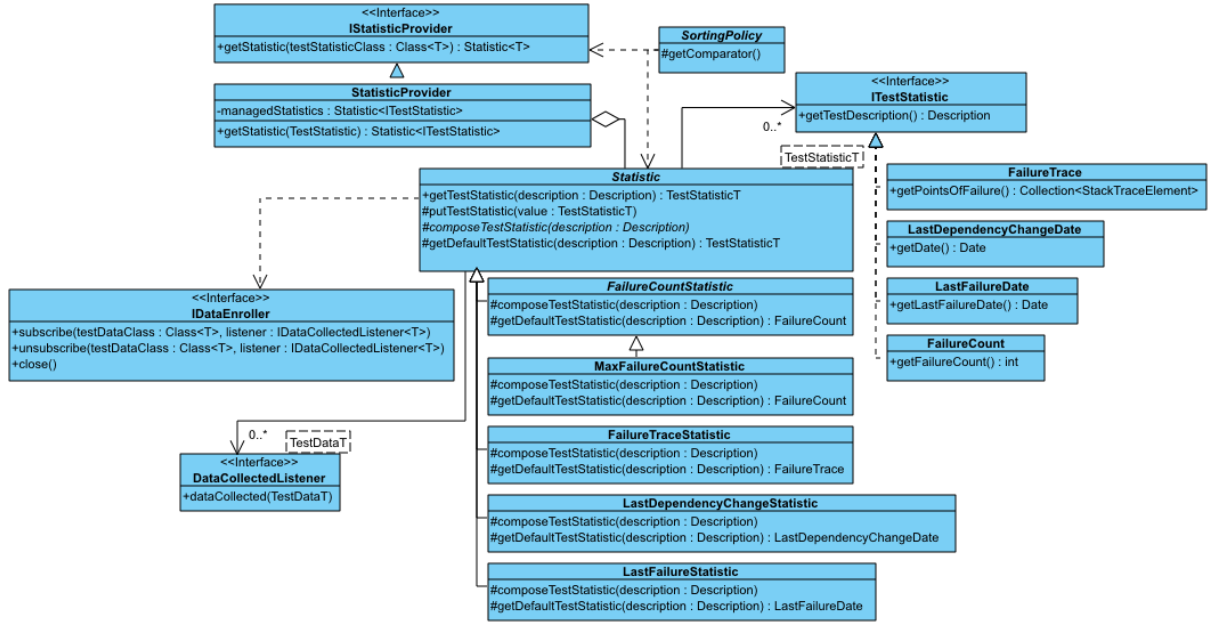 <<Interface>>
IStatisticProvider
+getStatistic(testStatisticClass : Class<T>) : Statistic<T>
SortingPolicy
#getComparator()
StatisticProvider
-managedStatistics : Statistic<ITestStatistic>
+getStatistic(TestStatistic) : Statistic<ITestStatistic>
<<Interface>>
ITestStatistic
+getTestDescription() : Description
0..*
TestStatisticT
Statistic
+getTestStatistic(description : Description) : TestStatisticT
#putTestStatistic(value : TestStatisticT)
#composeTestStatistic(description : Description)
#getDefaultTestStatistic(description : Description) : TestStatisticT
FailureTrace
+getPointsOfFailure() : Collection<StackTraceElement>
LastDependencyChangeDate
+getDate() : Date
LastFailureDate
+getLastFailureDate() : Date
FailureCount
+getFailureCount() : int
<<Interface>>
IDataEnroller
+subscribe(testDataClass : Class<T>, listener : IDataCollectedListener<T>)
+unsubscribe(testDataClass : Class<T>, listener : IDataCollectedListener<T>)
+close()
FailureCountStatistic
#composeTestStatistic(description : Description)
#getDefaultTestStatistic(description : Description) : FailureCount
MaxFailureCountStatistic
#composeTestStatistic(description : Description)
#getDefaultTestStatistic(description : Description) : FailureCount
0..*
TestDataT
<<Interface>>
DataCollectedListener
+dataCollected(TestDataT)
FailureTraceStatistic
#composeTestStatistic(description : Description)
#getDefaultTestStatistic(description : Description) : FailureTrace
LastDependencyChangeStatistic
#composeTestStatistic(description : Description)
#getDefaultTestStatistic(description : Description) : LastDependencyChangeDate
LastFailureStatistic
#composeTestStatistic(description : Description)
#getDefaultTestStatistic(description : Description) : LastFailureDate